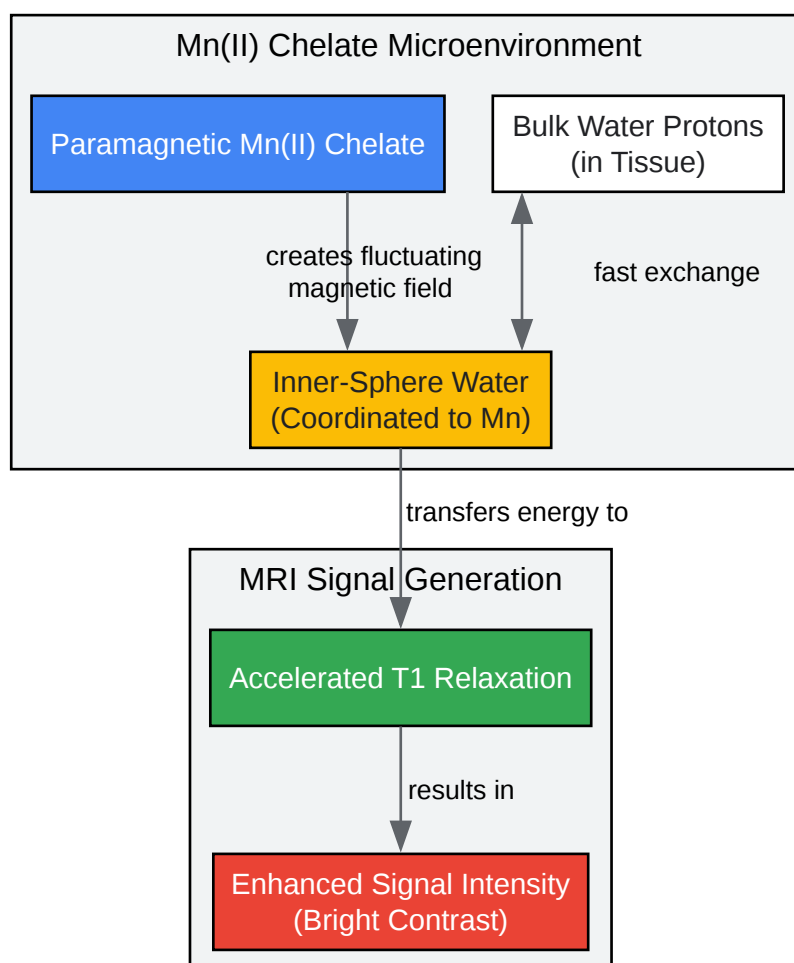 Mn(II) Chelate Microenvironment
Paramagnetic Mn(II) Chelate
Bulk Water Protons
(in Tissue)
creates fluctuating
magnetic field
fast exchange
Inner-Sphere Water
(Coordinated to Mn)
transfers energy to
MRI Signal Generation
Accelerated T1 Relaxation
results in
Enhanced Signal Intensity
(Bright Contrast)